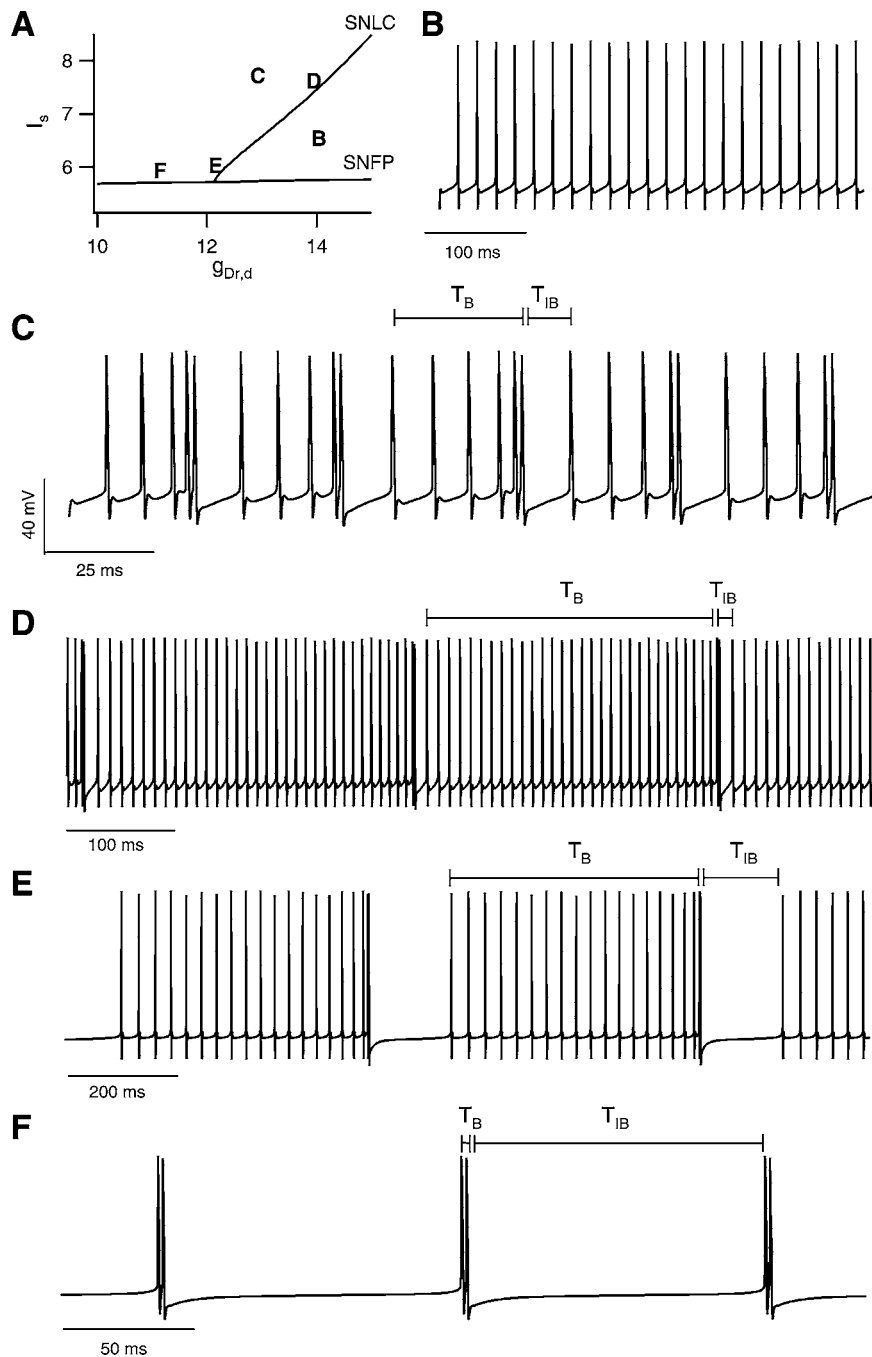 A
SNLC
8
C
D
7
I_s
B
6
F
E
SNFP
10
12
14
g_Dr,d
B
100 ms
C
T_B
T_IB
40 mV
25 ms
D
T_B
T_IB
100 ms
E
T_B
T_IB
200 ms
F
T_B
T_IB
50 ms